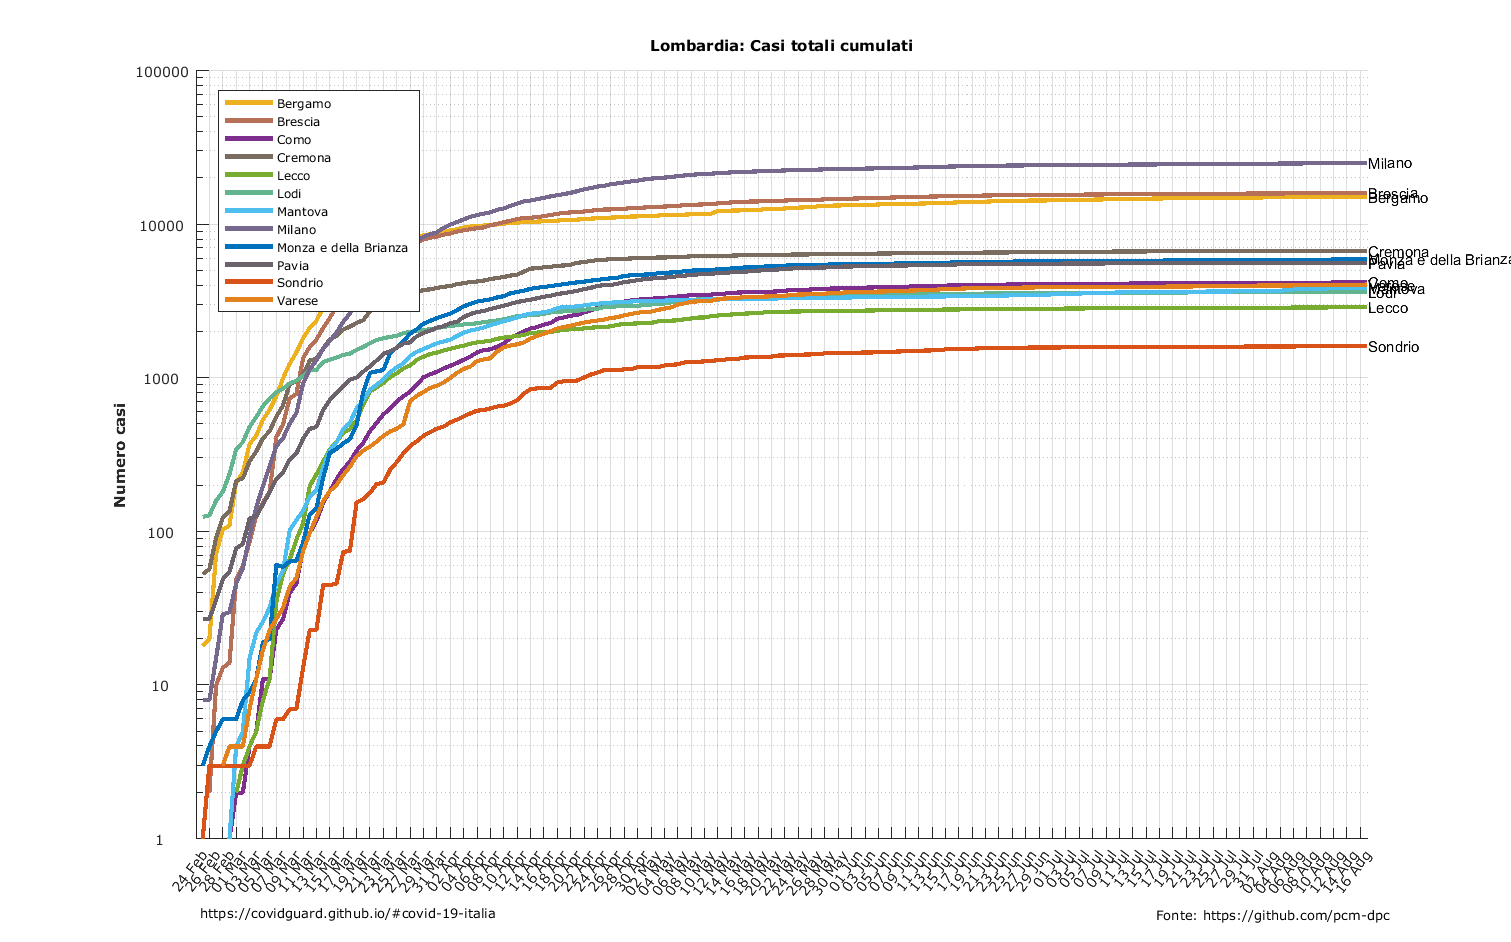 Lombardia: Casi totali cumulati
100000
10000
1000
100
10
1
Numero casi
Bergamo
Brescia
Como
Cremona
Lecco
Lodi
Mantova
Milano
Monza e della Brianza
Pavia
Sondrio
Varese
Milano
Brescia
Bergamo
Cremona
Monza e della Brianza
Pavia
Como
Mantova
Lodi
Lecco
Sondrio
24 Feb
26 Feb
28 Feb
01 Mar
03 Mar
05 Mar
07 Mar
09 Mar
11 Mar
13 Mar
15 Mar
17 Mar
19 Mar
21 Mar
23 Mar
25 Mar
27 Mar
29 Mar
31 Mar
02 Apr
04 Apr
06 Apr
08 Apr
10 Apr
12 Apr
14 Apr
16 Apr
18 Apr
20 Apr
22 Apr
24 Apr
26 Apr
28 Apr
30 Apr
02 May
04 May
06 May
08 May
10 May
12 May
14 May
16 May
18 May
20 May
22 May
24 May
26 May
28 May
30 May
01 Jun
03 Jun
05 Jun
07 Jun
09 Jun
11 Jun
13 Jun
15 Jun
17 Jun
19 Jun
21 Jun
23 Jun
25 Jun
27 Jun
29 Jun
01 Jul
03 Jul
05 Jul
07 Jul
09 Jul
11 Jul
13 Jul
15 Jul
17 Jul
19 Jul
21 Jul
23 Jul
25 Jul
27 Jul
29 Jul
31 Jul
02 Aug
04 Aug
06 Aug
08 Aug
10 Aug
12 Aug
14 Aug
16 Aug
https://covidguard.github.io/#covid-19-italia
Fonte: https://github.com/pcm-dpc